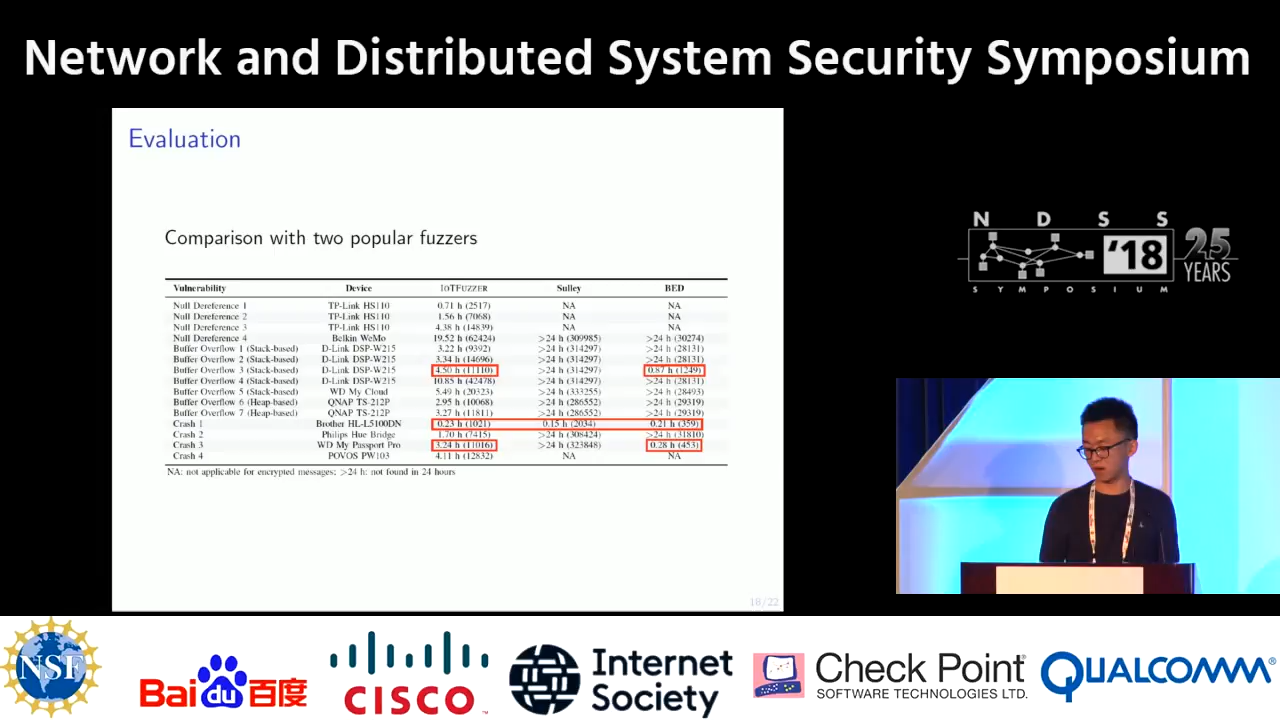 Network and Distributed System Security Symposium
Evaluation
Comparison with two popular fuzzers
Vulnerability Device IOTFUZZER Sulley BED
Null Dereference 1 TP-Link HS110 0.71 h (2517) NA NA
Null Dereference 2 TP-Link HS110 1.56 h (7068) NA NA
Null Dereference 3 TP-Link HS110 4.38 h (14839) NA NA
Null Dereference 4 Belkin WeMo 19.52 h (62424) >24 h (309985) >24 h (30274)
Buffer Overflow 1 (Stack-based) D-Link DSP-W215 3.22 h (9392) >24 h (314297) >24 h (28131)
Buffer Overflow 2 (Stack-based) D-Link DSP-W215 3.34 h (14696) >24 h (314297) >24 h (28131)
Buffer Overflow 3 (Stack-based) D-Link DSP-W215 4.50 h (11110) >24 h (314297) 0.87 h (1249)
Buffer Overflow 4 (Stack-based) D-Link DSP-W215 10.85 h (42478) >24 h (314297) >24 h (28131)
Buffer Overflow 5 (Stack-based) WD My Cloud 5.49 h (20323) >24 h (333255) >24 h (28493)
Buffer Overflow 6 (Heap-based) QNAP TS-212P 2.95 h (10068) >24 h (286552) >24 h (29319)
Buffer Overflow 7 (Heap-based) QNAP TS-212P 3.27 h (11811) >24 h (286552) >24 h (29319)
Crash 1 Brother HL-L5100DN 0.23 h (1021) 0.15 h (2034) 0.21 h (359)
Crash 2 Philips Hue Bridge 1.70 h (7415) >24 h (308424) >24 h (31810)
Crash 3 WD My Passport Pro 3.24 h (11016) >24 h (323848) 0.28 h (453)
Crash 4 POVOS PW103 4.11 h (12832) NA NA
NA: not applicable for encrypted messages; >24 h: not found in 24 hours
18/22
N D S S
'18
25
YEARS
SYMPOSIUM
NSF
Bai du 百度
CISCO
Internet
Society
Check Point
SOFTWARE TECHNOLOGIES LTD.
QUALCOMM